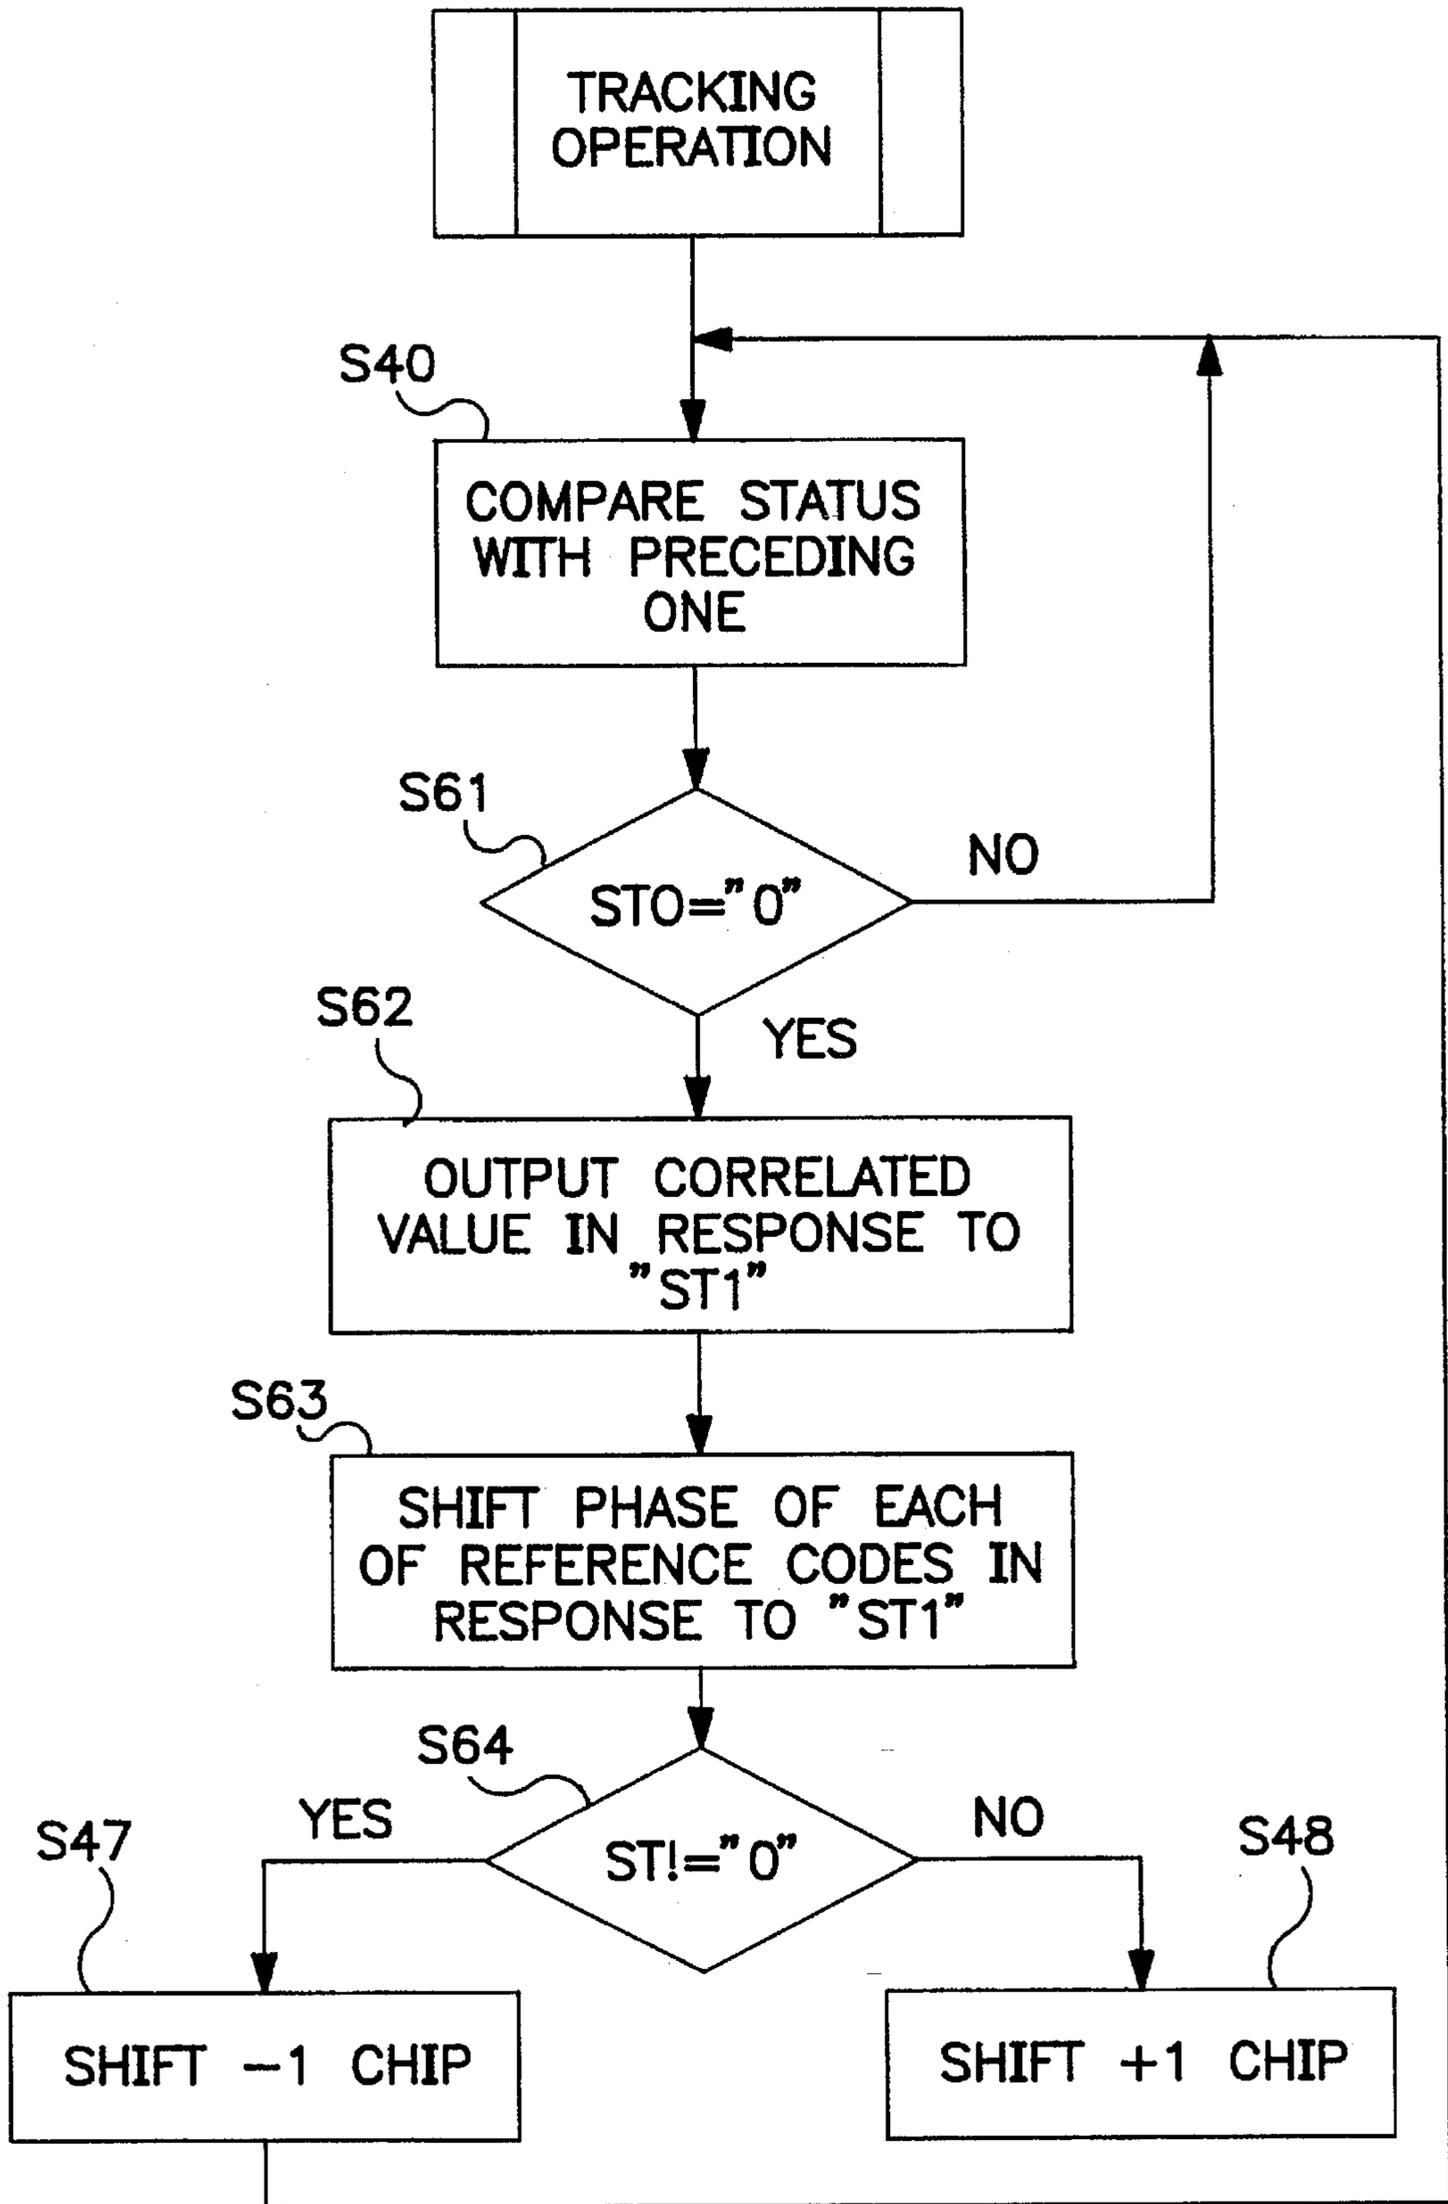 TRACKING
OPERATION
S40
COMPARE STATUS
WITH PRECEDING
ONE
S61
ST0="0"
NO
YES
S62
OUTPUT CORRELATED
VALUE IN RESPONSE TO
"ST1"
S63
SHIFT PHASE OF EACH
OF REFERENCE CODES IN
RESPONSE TO "ST1"
S64
YES
ST!="0"
NO
S47
S48
SHIFT -1 CHIP
SHIFT +1 CHIP